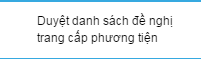 Duyệt danh sách đề nghị
trang cấp phương tiện